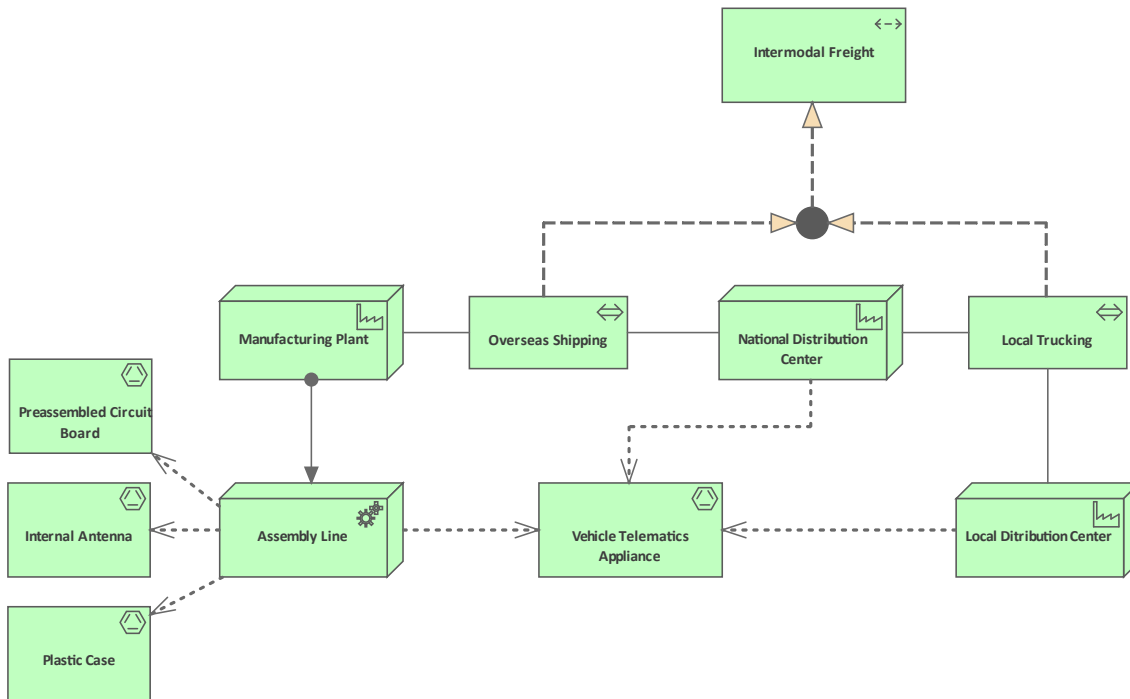 Intermodal Freight
Manufacturing Plant
Overseas Shipping
National Distribution
Center
Local Trucking
Preassembled Circuit
Board
Internal Antenna
Assembly Line
Vehicle Telematics
Appliance
Local Ditribution Center
Plastic Case